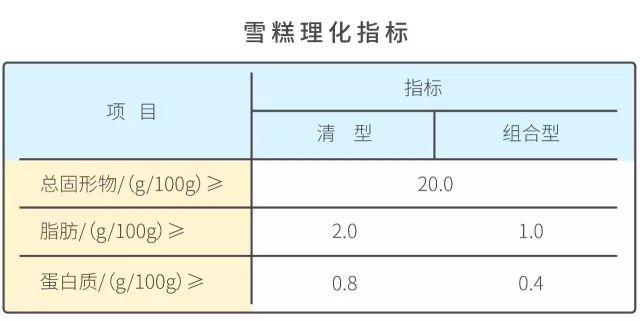 雪糕理化指标
项 目
指标
清 型
组合型
总固形物/(g/100g)≥
20.0
脂肪/(g/100g)≥
2.0
1.0
蛋白质/(g/100g)≥
0.8
0.4